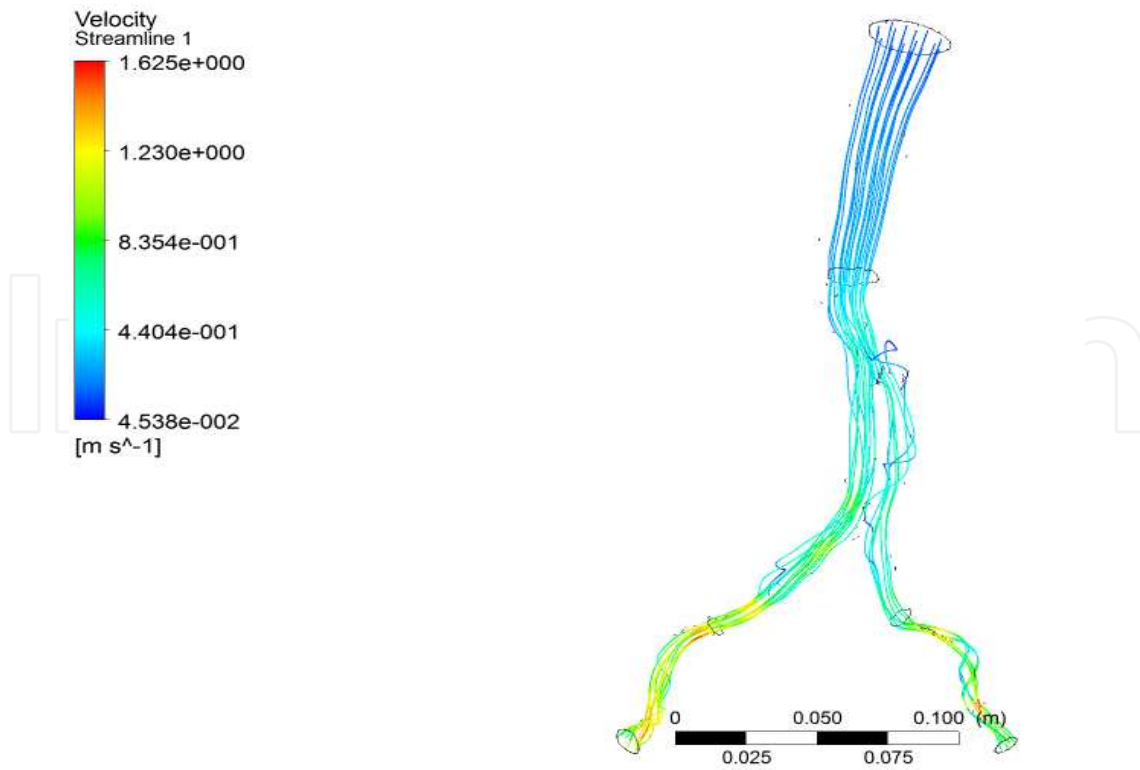 Velocity
Streamline 1
1.625e+000
1.230e+000
8.354e-001
4.404e-001
4.538e-002
[m s^-1]
0 0.050 0.100 (m)
0.025 0.075